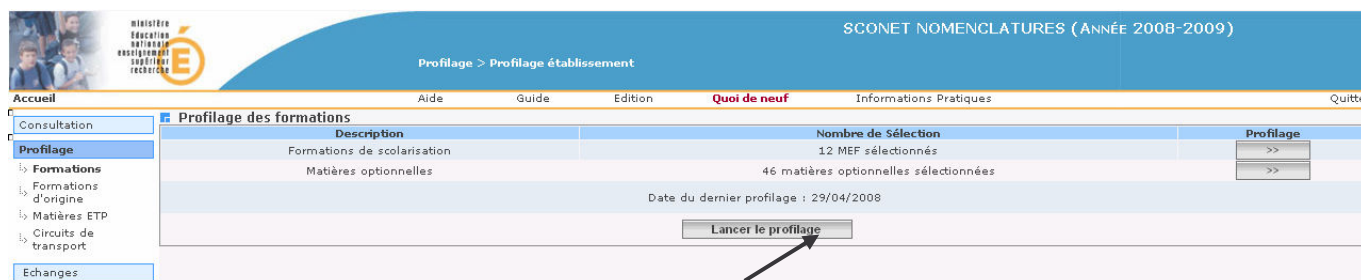 ministère
éducation
nationale
enseignement
supérieur
recherche
SCONET NOMENCLATURES (ANNÉE 2008-2009)
Profilage > Profilage établissement
Accueil Aide Guide Edition Quoi de neuf Informations Pratiques Quitte
Consultation
Profilage
Formations
Formations
d'origine
Matières ETP
Circuits de
transport
Echanges
Profilage des formations
Description Nombre de Sélection Profilage
Formations de scolarisation 12 MEF sélectionnés >>
Matières optionnelles 46 matières optionnelles sélectionnées >>
Date du dernier profilage : 29/04/2008
Lancer le profilage